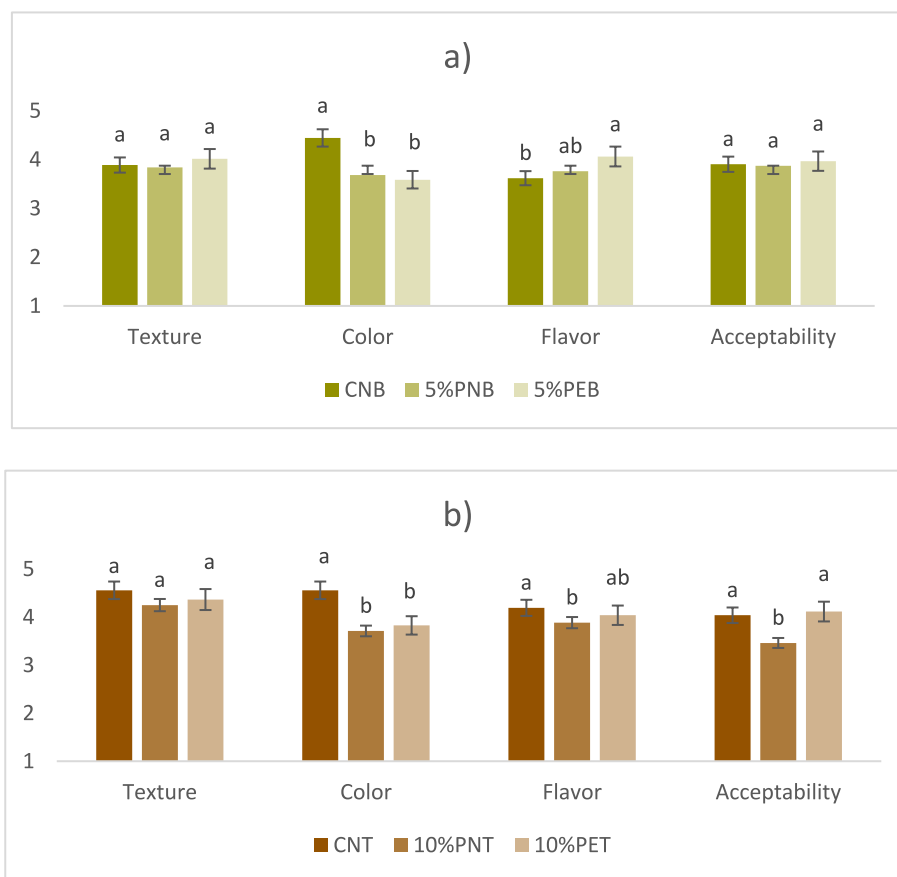 a)
5
4
3
2
1
a a a
a b b
b ab a
a a a
Texture Color Flavor Acceptability
CNB 5%PNB 5%PEB
b)
5
4
3
2
1
a a a
a b b
a b ab
a b a
Texture Color Flavor Acceptability
CNT 10%PNT 10%PET